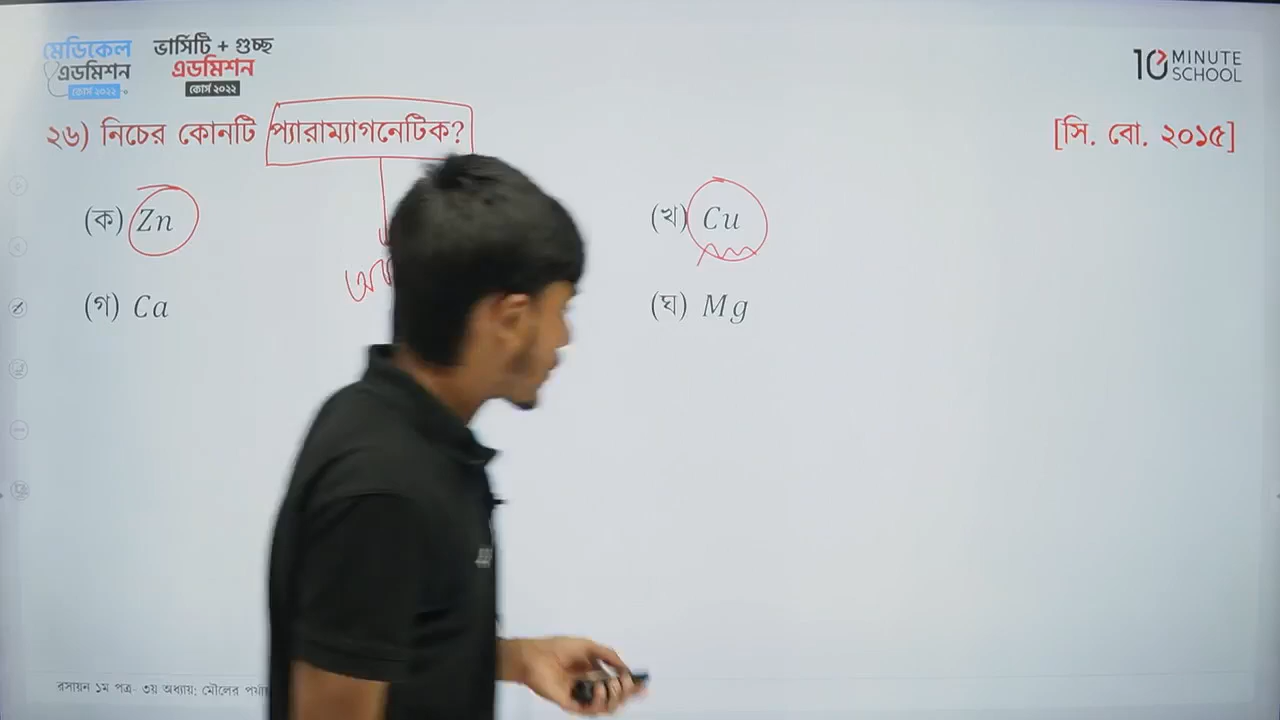 মেডিকেল
এডমিশন
কোর্স ২০২২
ভার্সিটি + গুচ্ছ
এডমিশন
কোর্স ২০২২
10 MINUTE SCHOOL
২৬) নিচের কোনটি প্যারাম্যাগনেটিক? [সি. বো. ২০১৫]
(ক) Zn (খ) Cu
(গ) Ca (ঘ) Mg
রসায়ন ১ম পত্র- ৩য় অধ্যায়; মৌলের